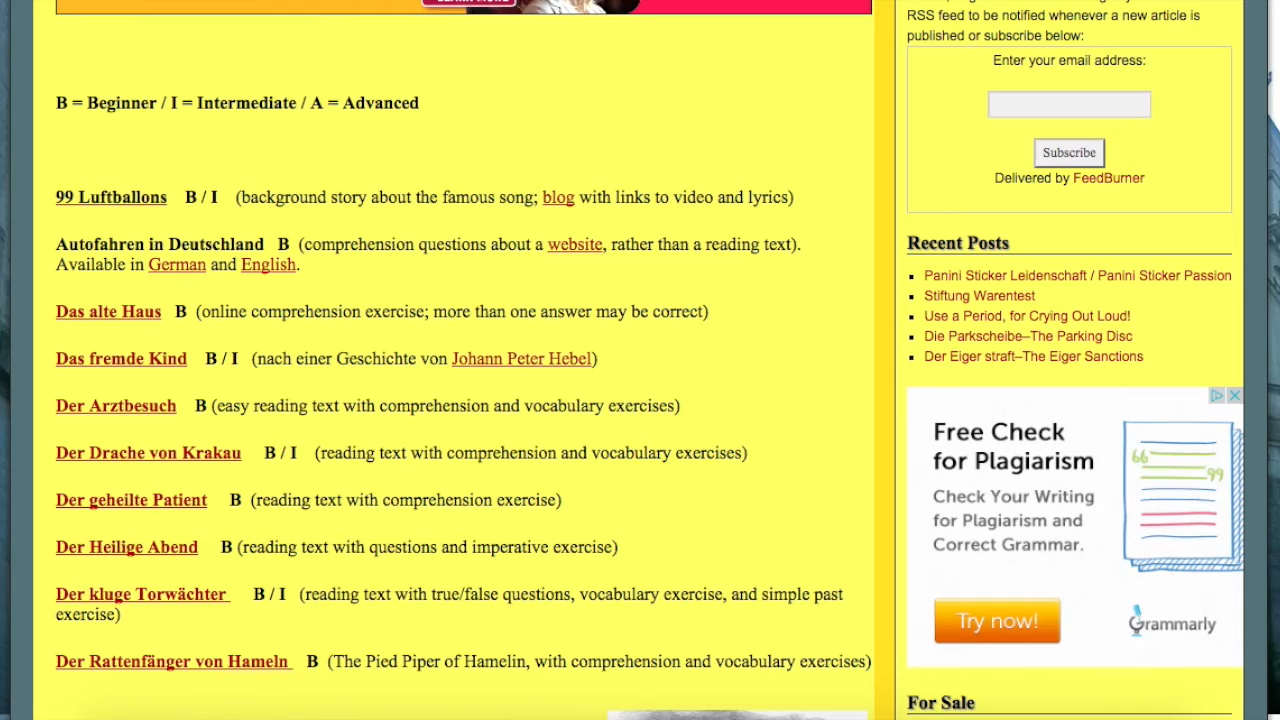 LEARN MORE
B = Beginner / I = Intermediate / A = Advanced
99 Luftballons B / I (background story about the famous song; blog with links to video and lyrics)
Autofahren in Deutschland B (comprehension questions about a website, rather than a reading text).
Available in German and English.
Das alte Haus B (online comprehension exercise; more than one answer may be correct)
Das fremde Kind B / I (nach einer Geschichte von Johann Peter Hebel)
Der Arztbesuch B (easy reading text with comprehension and vocabulary exercises)
Der Drache von Krakau B / I (reading text with comprehension and vocabulary exercises)
Der geheilte Patient B (reading text with comprehension exercise)
Der Heilige Abend B (reading text with questions and imperative exercise)
Der kluge Torwächter B / I (reading text with true/false questions, vocabulary exercise, and simple past
exercise)
Der Rattenfänger von Hameln B (The Pied Piper of Hamelin, with comprehension and vocabulary exercises)
RSS feed to be notified whenever a new article is
published or subscribe below:
Enter your email address:
Subscribe
Delivered by FeedBurner
Recent Posts
Panini Sticker Leidenschaft / Panini Sticker Passion
Stiftung Warentest
Use a Period, for Crying Out Loud!
Die Parkscheibe–The Parking Disc
Der Eiger straft–The Eiger Sanctions
Free Check
for Plagiarism
Check Your Writing
for Plagiarism and
Correct Grammar.
Try now!
Grammarly
For Sale